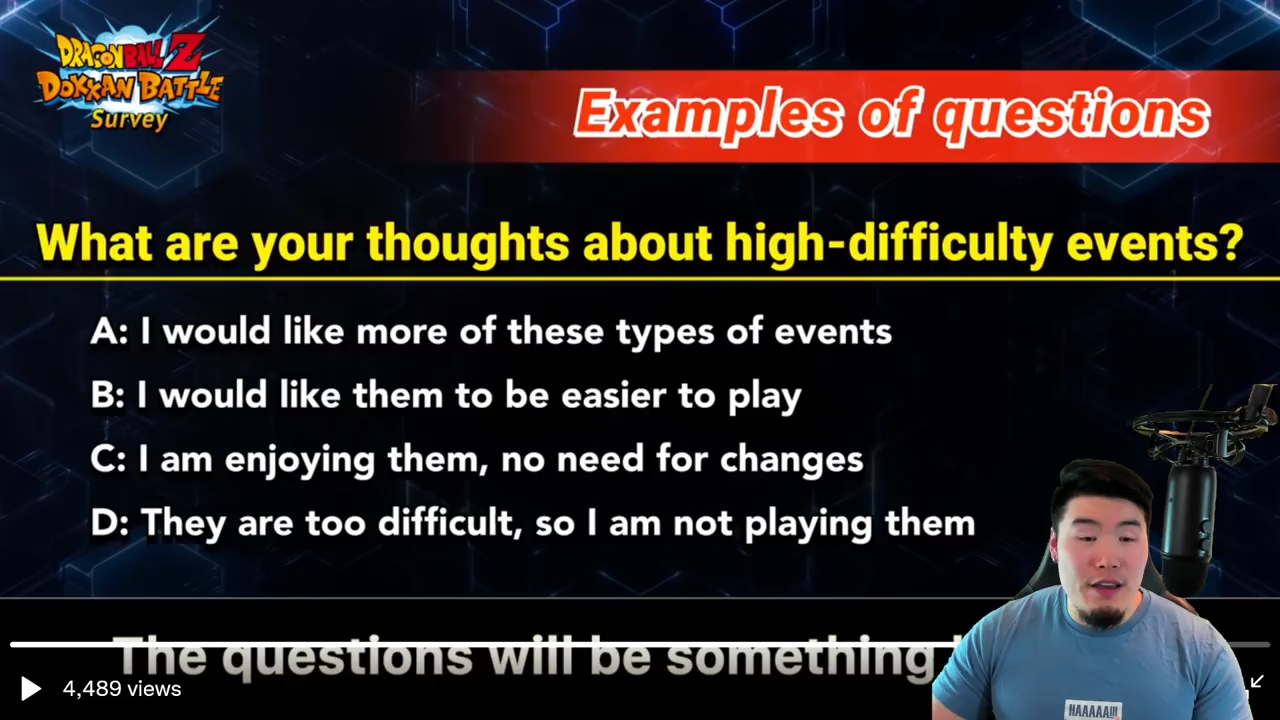 DRAGON BALL Z
DOKKAN BATTLE
Survey
Examples of questions
What are your thoughts about high-difficulty events?
A: I would like more of these types of events
B: I would like them to be easier to play
C: I am enjoying them, no need for changes
D: They are too difficult, so I am not playing them
The questions will be something
4,489 views
HAAAAA!!!